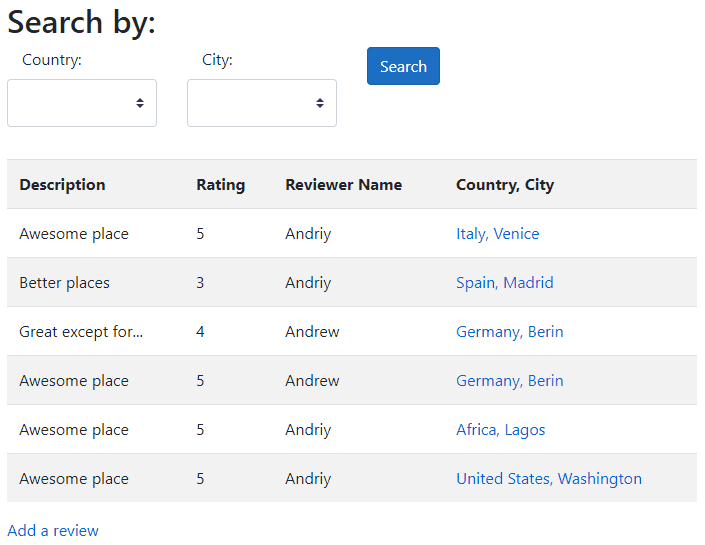 Search by:
Country: City: Search
Description Rating Reviewer Name Country, City
Awesome place 5 Andriy Italy, Venice
Better places 3 Andriy Spain, Madrid
Great except for... 4 Andrew Germany, Berin
Awesome place 5 Andrew Germany, Berin
Awesome place 5 Andriy Africa, Lagos
Awesome place 5 Andriy United States, Washington
Add a review